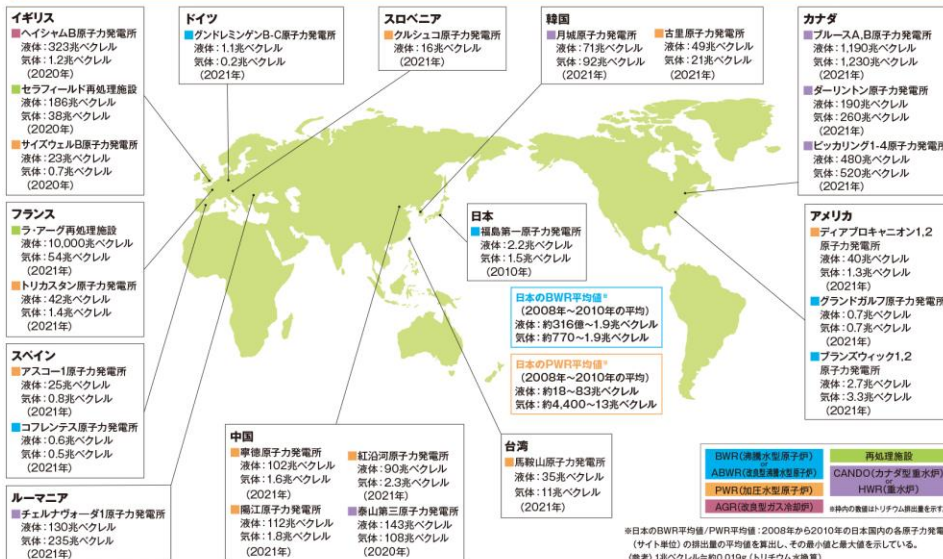 イギリス
ヘイシャムB原子力発電所
液体：323兆ベクレル
気体：1.2兆ベクレル
(2020年)
セラフィールド再処理施設
液体：186兆ベクレル
気体：38兆ベクレル
(2020年)
サイズウェルB原子力発電所
液体：23兆ベクレル
気体：0.7兆ベクレル
(2020年)
フランス
ラ・アーグ再処理施設
液体：10,000兆ベクレル
気体：54兆ベクレル
(2021年)
トリカスタン原子力発電所
液体：42兆ベクレル
気体：1.4兆ベクレル
(2021年)
スペイン
アスコー1原子力発電所
液体：25兆ベクレル
気体：0.8兆ベクレル
(2021年)
コフレンテス原子力発電所
液体：0.6兆ベクレル
気体：0.5兆ベクレル
(2021年)
ルーマニア
チェルナヴォーダ1原子力発電所
液体：130兆ベクレル
気体：235兆ベクレル
(2021年)
ドイツ
グンドレミンゲンB-C原子力発電所
液体：1.1兆ベクレル
気体：0.2兆ベクレル
(2021年)
スロベニア
クルシュコ原子力発電所
液体：16兆ベクレル
(2021年)
韓国
月城原子力発電所
液体：71兆ベクレル
気体：92兆ベクレル
(2021年)
古里原子力発電所
液体：49兆ベクレル
気体：21兆ベクレル
(2021年)
カナダ
ブルースA,B原子力発電所
液体：1,190兆ベクレル
気体：1,230兆ベクレル
(2021年)
ダーリントン原子力発電所
液体：190兆ベクレル
気体：260兆ベクレル
(2021年)
ピッカリング1-4原子力発電所
液体：480兆ベクレル
気体：520兆ベクレル
(2021年)
日本
福島第一原子力発電所
液体：2.2兆ベクレル
気体：1.5兆ベクレル
(2010年)
日本のBWR平均値※
(2008年～2010年の平均)
液体：約316億～1.9兆ベクレル
気体：約770～1.9兆ベクレル
日本のPWR平均値※
(2008年～2010年の平均)
液体：約18～83兆ベクレル
気体：約4,400～13兆ベクレル
アメリカ
ディアブロキャニオン1,2
原子力発電所
液体：40兆ベクレル
気体：1.3兆ベクレル
(2021年)
グランドガルフ原子力発電所
液体：0.7兆ベクレル
気体：0.7兆ベクレル
(2021年)
ブランズウィック1,2
原子力発電所
液体：2.7兆ベクレル
気体：3.3兆ベクレル
(2021年)
中国
寧徳原子力発電所
液体：102兆ベクレル
気体：1.6兆ベクレル
(2021年)
陽江原子力発電所
液体：112兆ベクレル
気体：1.8兆ベクレル
(2021年)
紅沿河原子力発電所
液体：90兆ベクレル
気体：2.3兆ベクレル
(2021年)
泰山第三原子力発電所
液体：143兆ベクレル
気体：108兆ベクレル
(2020年)
台湾
馬鞍山原子力発電所
液体：35兆ベクレル
気体：11兆ベクレル
(2021年)
BWR(沸騰水型原子炉)
or
ABWR(改良型沸騰水型原子炉)
PWR(加圧水型原子炉)
AGR(改良型ガス冷却炉)
再処理施設
CANDO(カナダ型重水炉)
or
HWR(重水炉)
※枠内の数値はトリチウム排出量を示す
※日本のBWR平均値/PWR平均値：2008年から2010年の日本国内の各原子力発電
(サイト単位)の排出量の平均値を算出し、その最小値と最大値を示している。
(参考) 1兆ベクレル≒約0.019g(トリチウム水換算)